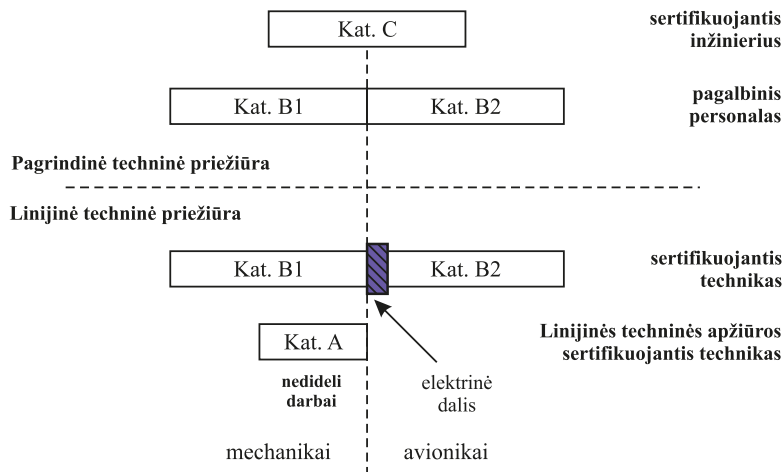 Kat. C
sertifikuojantis
inžinierius
Kat. B1
Kat. B2
pagalbinis
personalas
Pagrindinė techninė priežiūra
Linijinė techninė priežiūra
Kat. B1
Kat. B2
sertifikuojantis
technikas
Kat. A
Linijinės techninės apžiūros
sertifikuojantis technikas
nedideli
darbai
elektrinė
dalis
mechanikai
avionikai